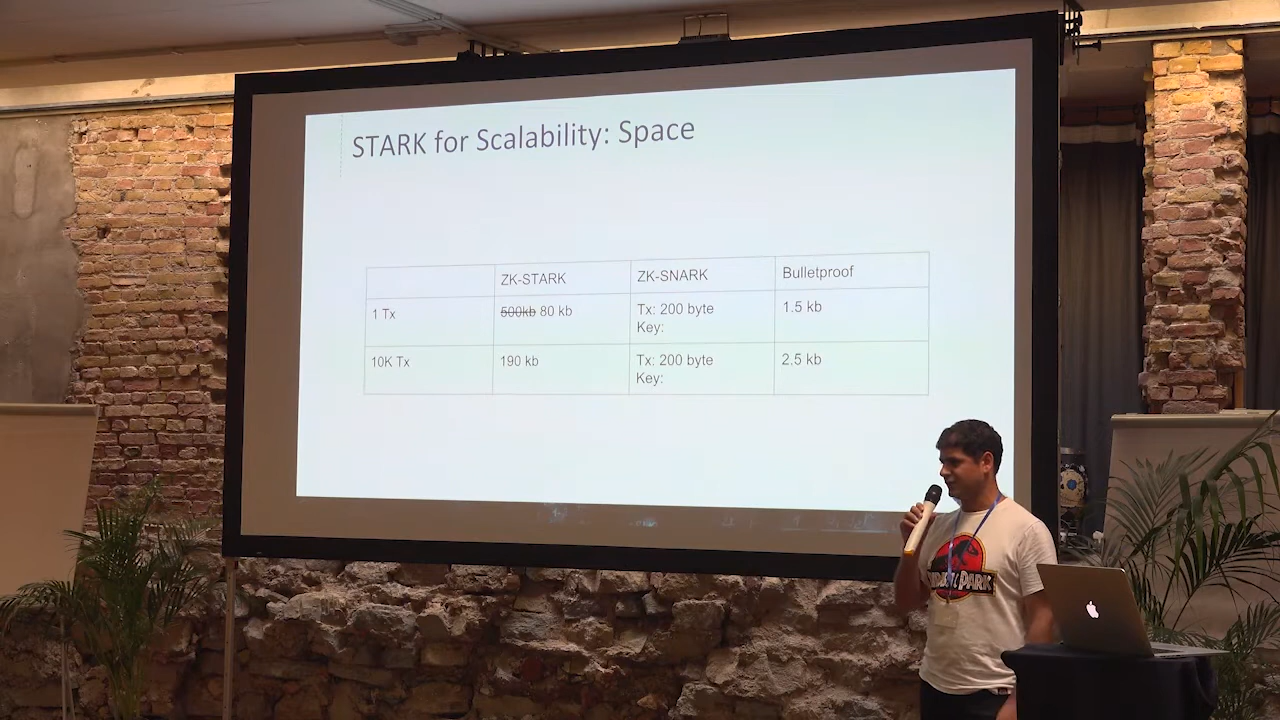 STARK for Scalability: Space
ZK-STARK ZK-SNARK Bulletproof
1 Tx 500kb 80 kb Tx: 200 byte 1.5 kb
Key:
10K Tx 190 kb Tx: 200 byte 2.5 kb
Key:
PARK